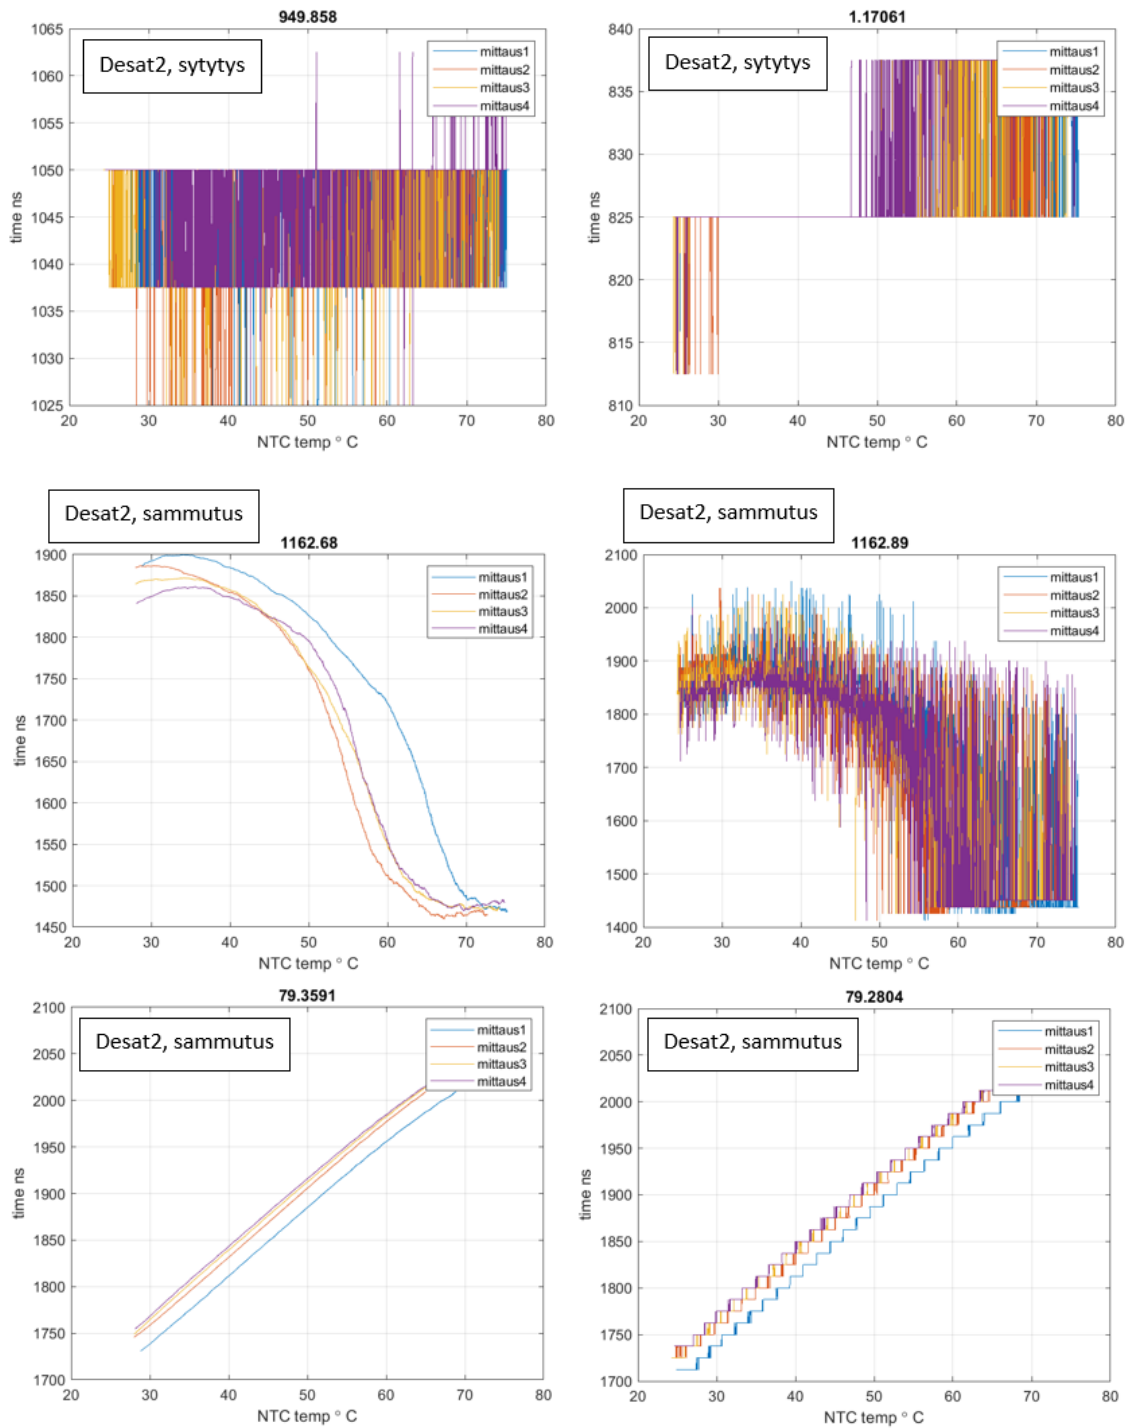 949.858
Desat2, sytytys
mittaus1
mittaus2
mittaus3
mittaus4
1065
1060
1055
1050
1045
1040
1035
1030
1025
time ns
20 30 40 50 60 70 80
NTC temp ° C
1.17061
Desat2, sytytys
mittaus1
mittaus2
mittaus3
mittaus4
840
835
830
825
820
815
810
time ns
20 30 40 50 60 70 80
NTC temp ° C
Desat2, sammutus
1162.68
mittaus1
mittaus2
mittaus3
mittaus4
1900
1850
1800
1750
1700
1650
1600
1550
1500
1450
time ns
20 30 40 50 60 70 80
NTC temp ° C
Desat2, sammutus
1162.89
mittaus1
mittaus2
mittaus3
mittaus4
2100
2000
1900
1800
1700
1600
1500
1400
time ns
20 30 40 50 60 70 80
NTC temp ° C
79.3591
Desat2, sammutus
mittaus1
mittaus2
mittaus3
mittaus4
2100
2050
2000
1950
1900
1850
1800
1750
1700
time ns
20 30 40 50 60 70 80
NTC temp ° C
79.2804
Desat2, sammutus
mittaus1
mittaus2
mittaus3
mittaus4
2100
2050
2000
1950
1900
1850
1800
1750
1700
time ns
20 30 40 50 60 70 80
NTC temp ° C